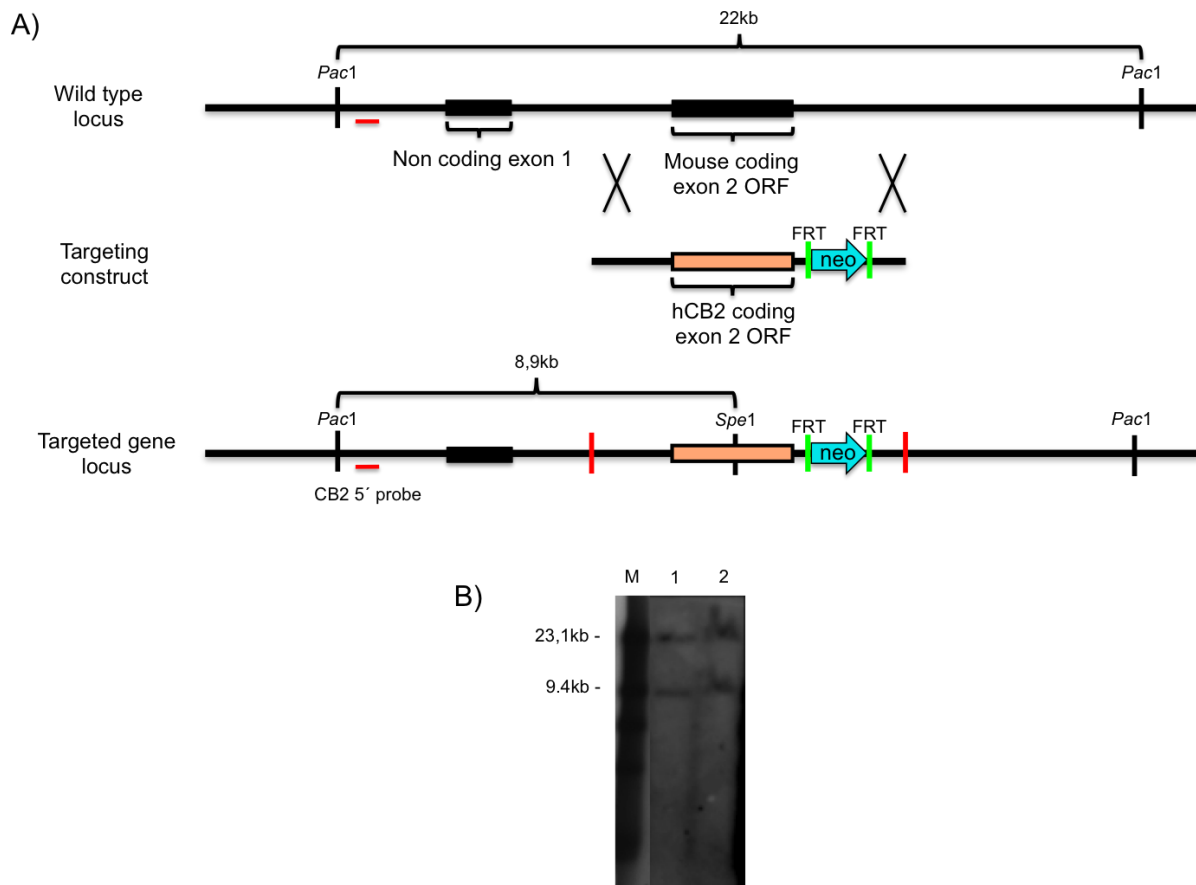 A)
22kb
Pac1
Pac1
Wild type
locus
Non coding exon 1
Mouse coding
exon 2 ORF
Targeting
construct
FRT
FRT
neo
hCB2 coding
exon 2 ORF
8,9kb
Pac1
Spe1
FRT
FRT
Pac1
Targeted gene
locus
neo
CB2 5´ probe
B)
M 1 2
23,1kb -
9.4kb -